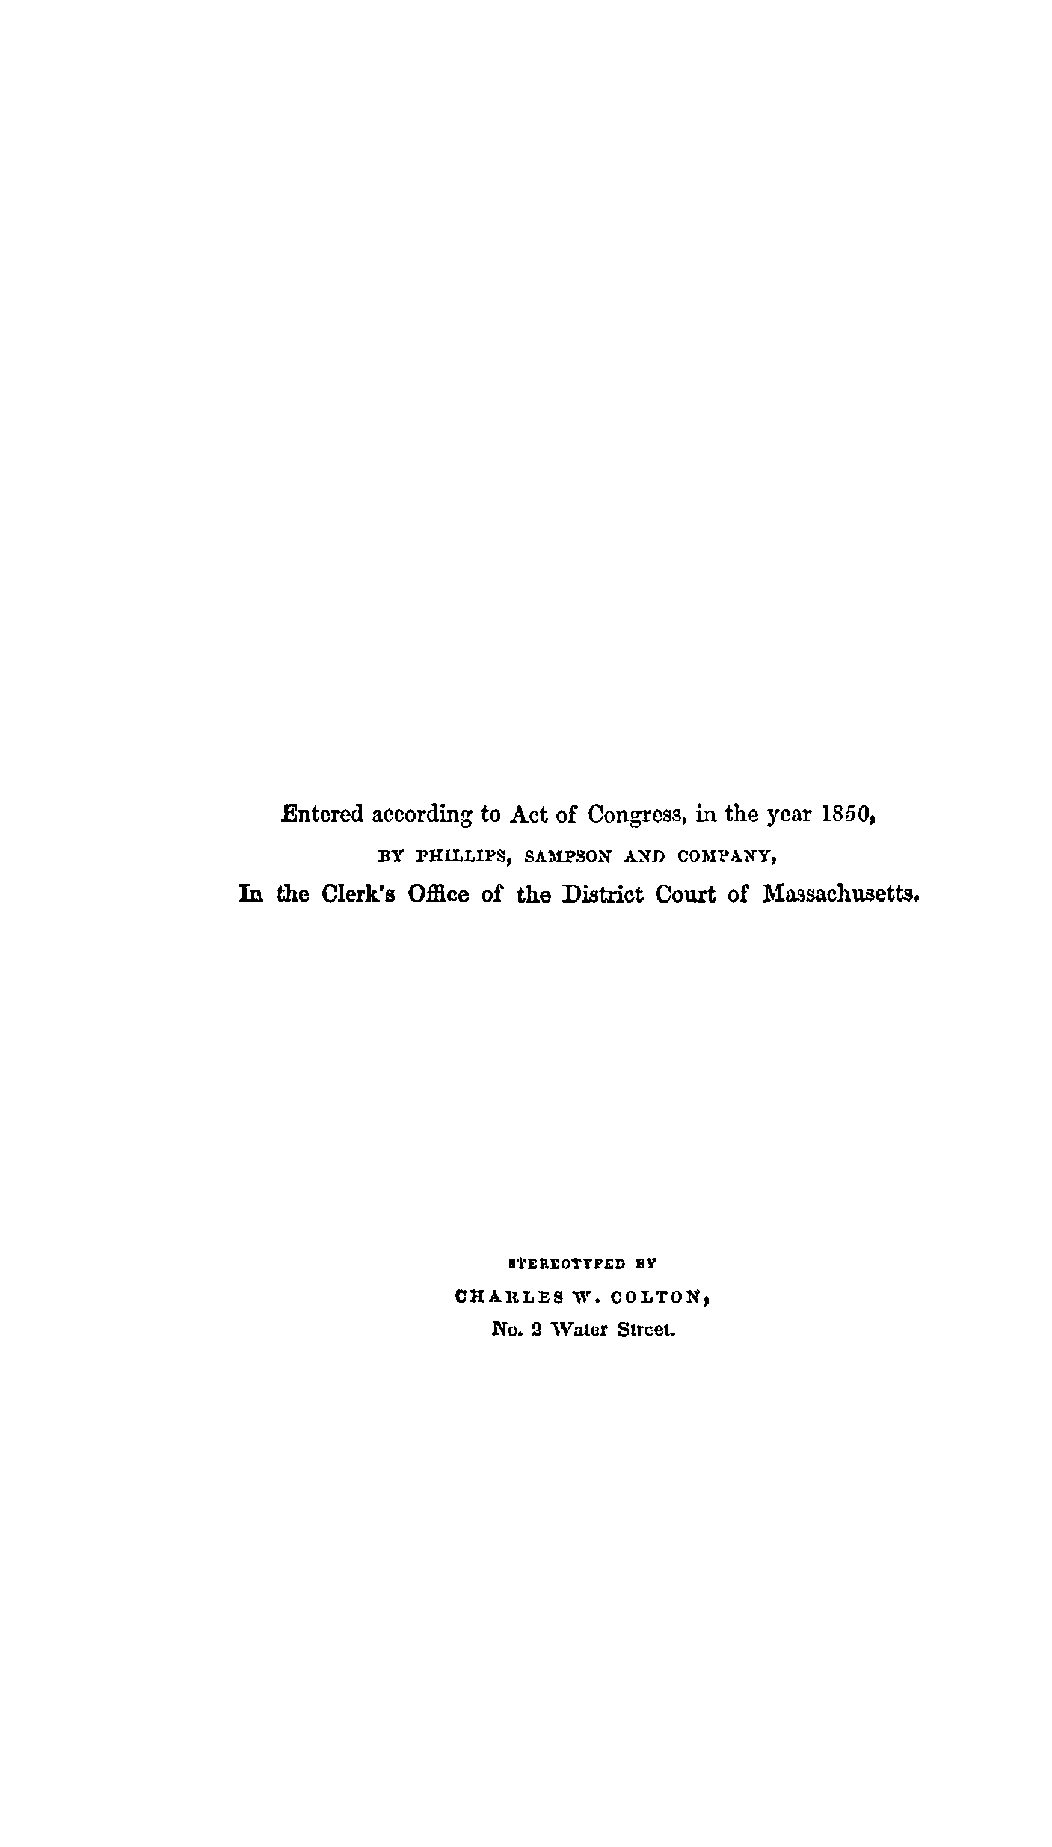 Entered according to Act of Congress, in the year 1850,
BY PHILLIPS, SAMPSON AND COMPANY,
In the Clerk's Office of the District Court of Massachusetts.
STEREOTYPED BY
CHARLES W. COLTON,
No. 2 Water Street.